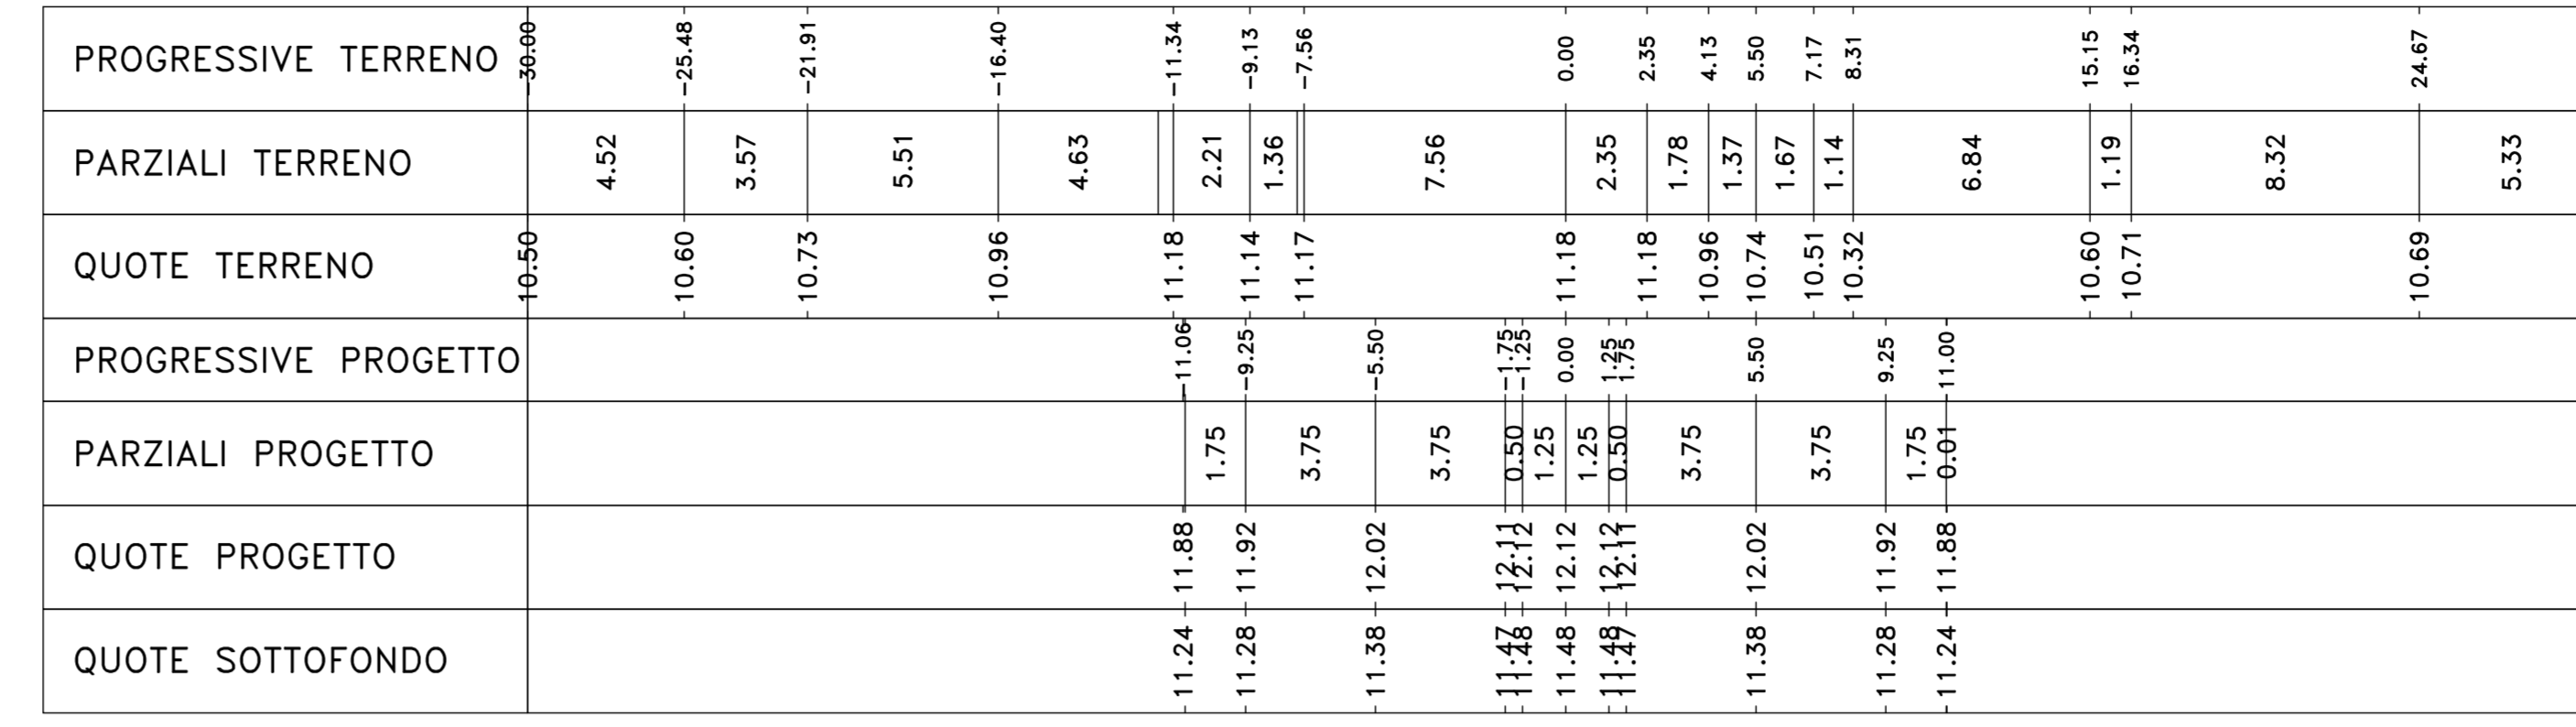 PROGRESSIVE TERRENO -30.00 -25.48 -21.91 -16.40 -11.34 -9.13 -7.56 0.00 2.35 4.13 5.50 7.17 8.31 15.15 16.34 24.67
PARZIALI TERRENO 4.52 3.57 5.51 4.63 2.21 1.36 7.56 2.35 1.78 1.37 1.67 1.14 6.84 1.19 8.32 5.33
QUOTE TERRENO 10.50 10.60 10.73 10.96 11.18 11.14 11.17 11.18 11.18 10.96 10.74 10.51 10.32 10.60 10.71 10.69
PROGRESSIVE PROGETTO -11.06 -9.25 -5.50 -1.75 -1.25 0.00 1.25 1.75 5.50 9.25 11.00
PARZIALI PROGETTO 1.75 3.75 3.75 0.50 1.25 1.25 0.50 3.75 3.75 1.75 0.01
QUOTE PROGETTO 11.88 11.92 12.02 12.11 12.12 12.12 12.12 12.11 12.02 11.92 11.88
QUOTE SOTTOFONDO 11.24 11.28 11.38 11.47 11.48 11.48 11.48 11.47 11.38 11.28 11.24